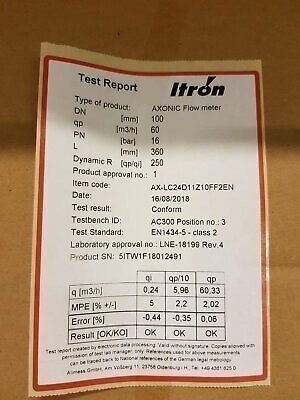 Test Report
Itrón
Type of product: AXONIC Flow meter
DN [mm] 100
qp [m3/h] 60
PN [bar] 16
L [mm] 360
Dynamic R [qp/qi] 250
Product approval no.: 1
Item code: AX-LC24D11Z10FF2EN
Date: 16/08/2018
Test result: Conform
Testbench ID: AC300 Position no.: 3
Test Standard: EN1434-5 - class 2
Laboratory approval no.: LNE-18199 Rev.4
Product SN: 5ITW1F18012491
qi qp/10 qp
q [m3/h] 0,24 5,96 60,33
MPE [% +/-] 5 2,2 2,02
Error [%] -0,44 -0,35 0,06
Result [OK/KO] OK OK OK
Test report created by electronic data processing. Valid without signature. Copies allowed with
permission of test lab manager, only. References used for above measurements
can be traced back to National references of the German legal metrology.
Allmess GmbH, Am Voßberg 11, 23758 Oldenburg i H., Tel +49 4361 625 0